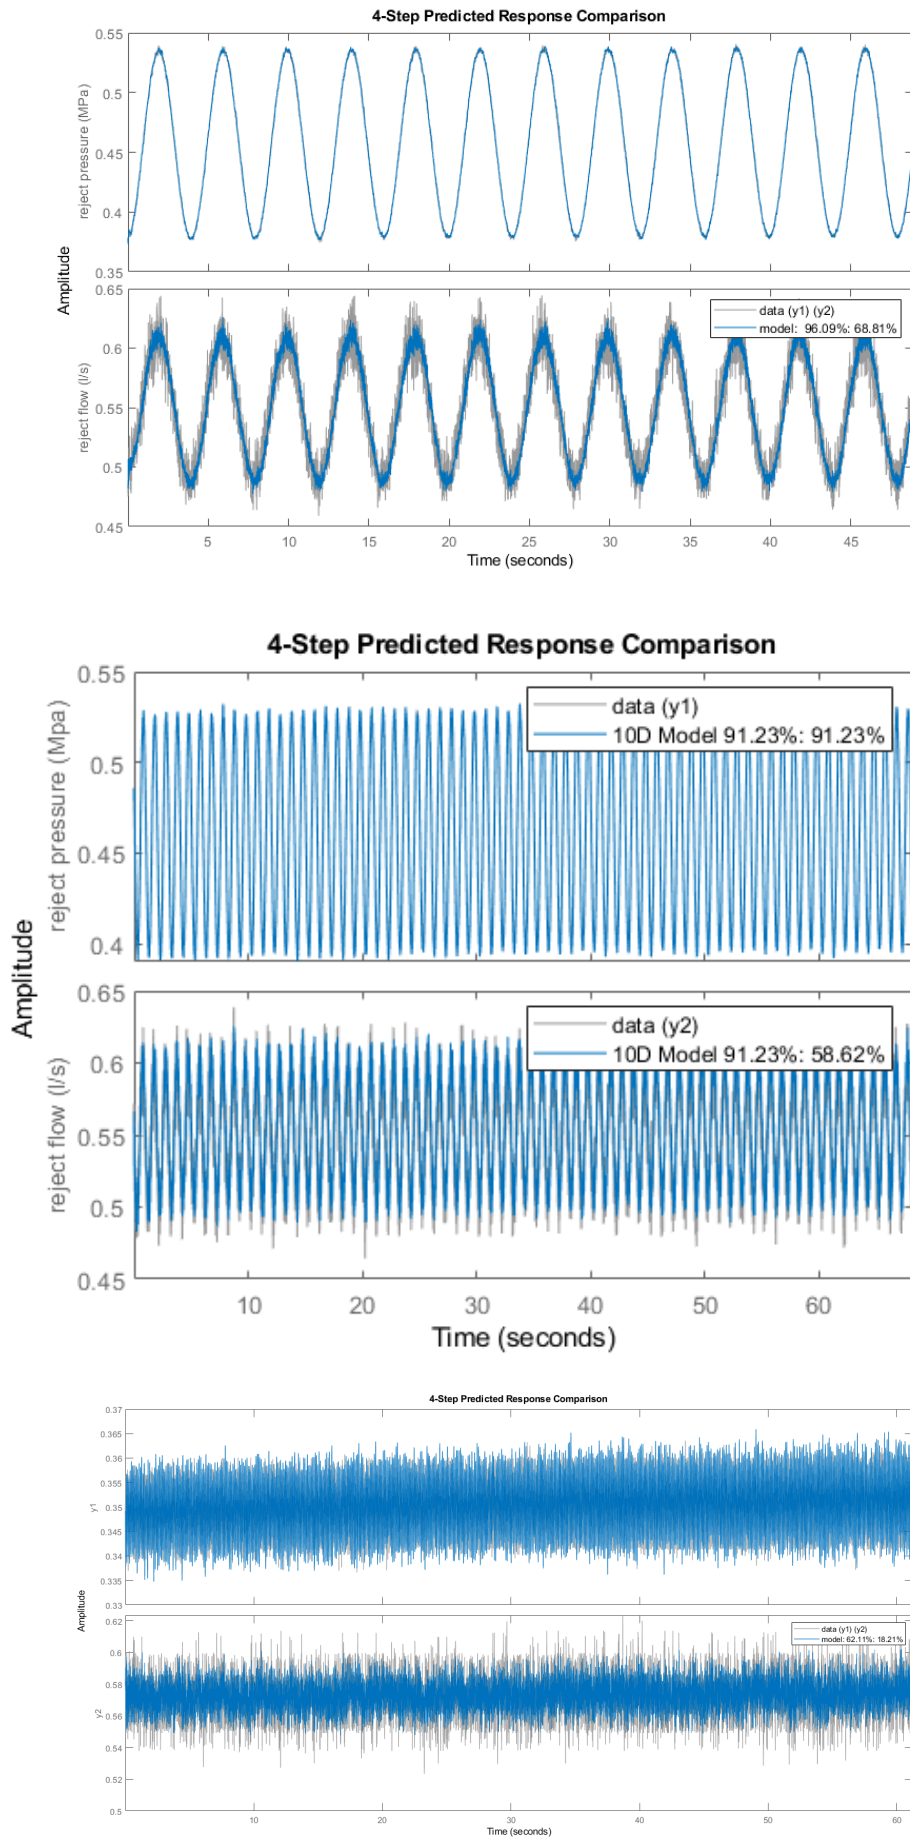 4-Step Predicted Response Comparison
0.55
0.5
0.45
0.4
0.35
reject pressure (MPa)
Amplitude
0.65
0.6
0.55
0.5
0.45
reject flow (l/s)
data (y1) (y2)
model: 96.09%: 68.81%
5 10 15 20 25 30 35 40 45
Time (seconds)
4-Step Predicted Response Comparison
0.55
0.5
0.45
0.4
reject pressure (Mpa)
data (y1)
10D Model 91.23%: 91.23%
Amplitude
0.65
0.6
0.55
0.5
0.45
reject flow (l/s)
data (y2)
10D Model 91.23%: 58.62%
10 20 30 40 50 60
Time (seconds)
4-Step Predicted Response Comparison
0.37
0.365
0.36
0.355
0.35
0.345
0.34
0.335
0.33
y1
Amplitude
0.62
0.6
0.58
0.56
0.54
0.52
0.5
y2
data (y1) (y2)
model: 62.11%: 18.21%
10 20 30 40 50 60
Time (seconds)